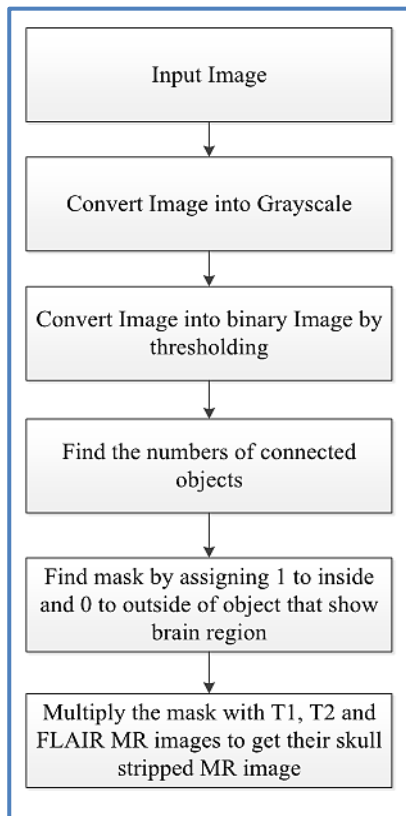 Input Image
Convert Image into Grayscale
Convert Image into binary Image by
thresholding
Find the numbers of connected
objects
Find mask by assigning 1 to inside
and 0 to outside of object that show
brain region
Multiply the mask with T1, T2 and
FLAIR MR images to get their skull
stripped MR image